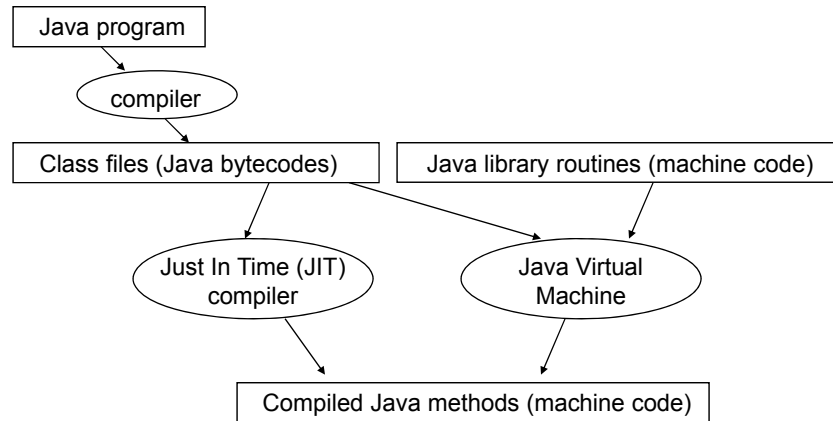 Java program
compiler
Class files (Java bytecodes)
Java library routines (machine code)
Just In Time (JIT)
compiler
Java Virtual
Machine
Compiled Java methods (machine code)